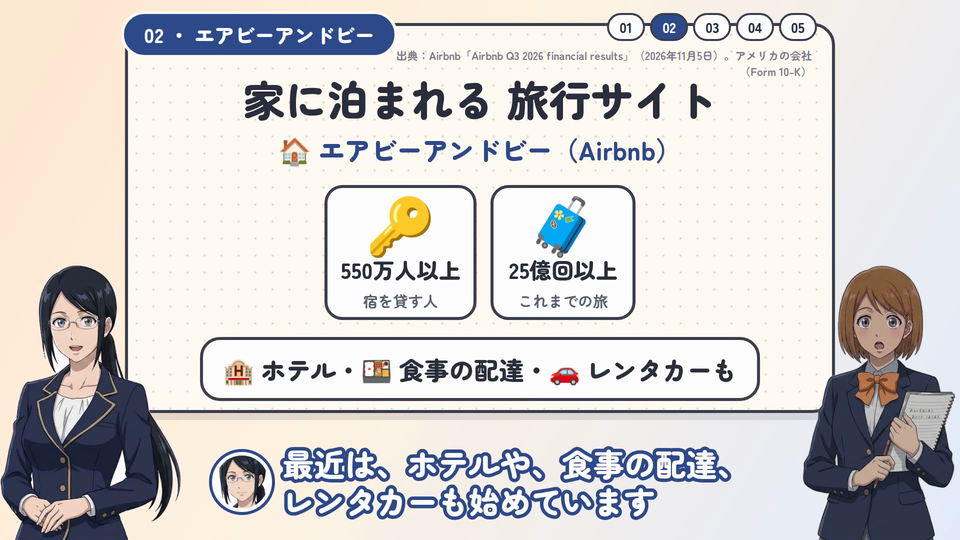 02 ・ エアビーアンドビー
01 02 03 04 05
出典：Airbnb「Airbnb Q3 2026 financial results」（2026年11月5日）。アメリカの会社
（Form 10-K）
家に泊まれる 旅行サイト
エアビーアンドビー（Airbnb）
550万人以上
宿を貸す人
25億回以上
これまでの旅
ホテル・🍱 食事の配達・🚗 レンタカーも
最近は、ホテルや、食事の配達、
レンタカーも始めています